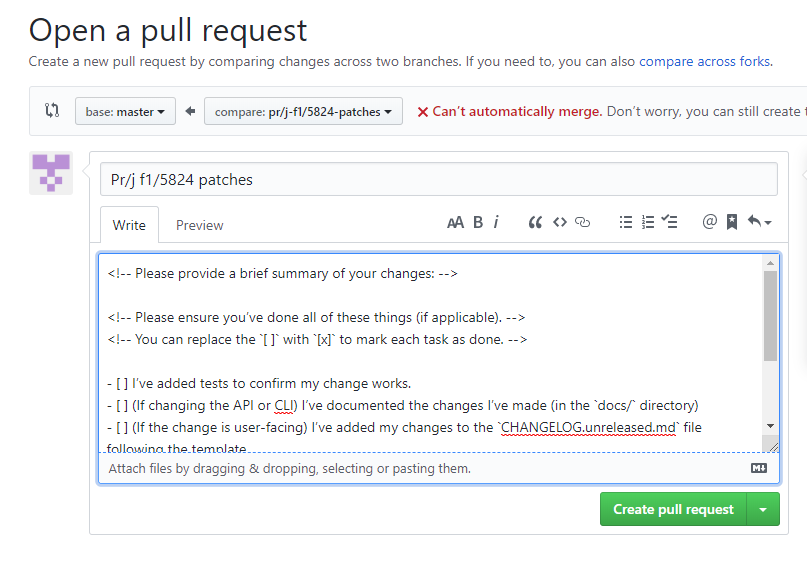 Open a pull request
Create a new pull request by comparing changes across two branches. If you need to, you can also compare across forks.
base: master compare: pr/j-f1/5824-patches Can't automatically merge. Don't worry, you can still create
Pr/j f1/5824 patches
Write Preview AA B i @
<!-- Please provide a brief summary of your changes: -->
<!-- Please ensure you've done all of these things (if applicable). -->
<!-- You can replace the `[ ]` with `[x]` to mark each task as done. -->
- [ ] I've added tests to confirm my change works.
- [ ] (If changing the API or CLI) I've documented the changes I've made (in the `docs/` directory)
- [ ] (If the change is user-facing) I've added my changes to the `CHANGELOG.unreleased.md` file
following the template
Attach files by dragging & dropping, selecting or pasting them.
Create pull request